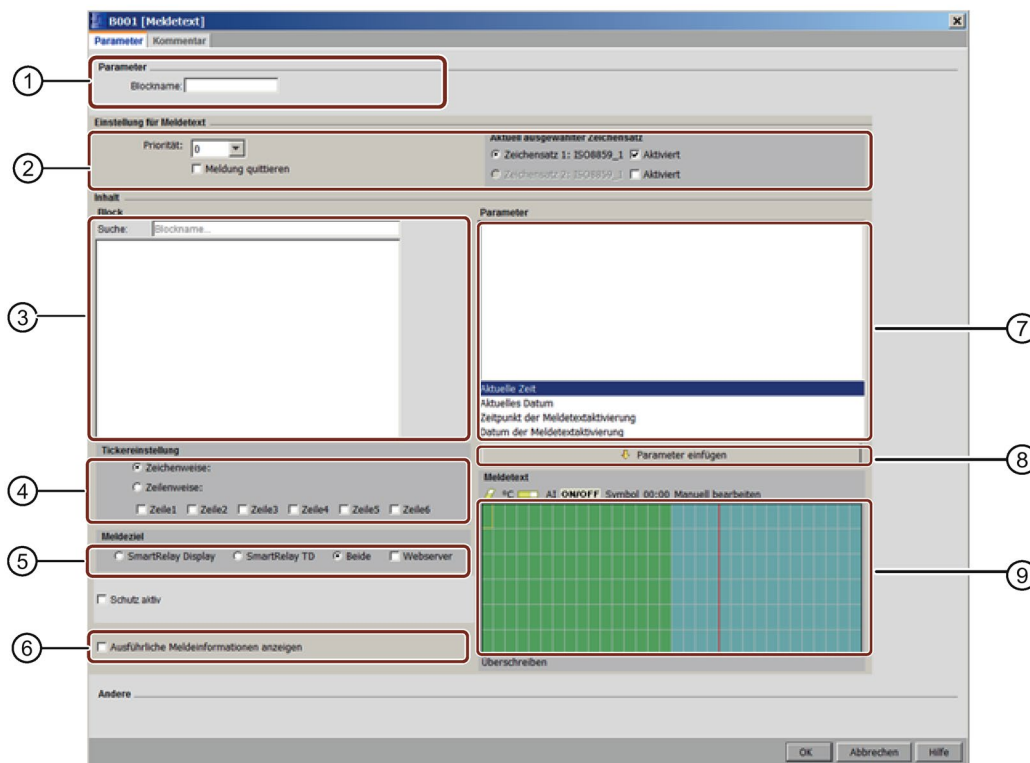 B001 [Meldetext]
Parameter Kommentar
Parameter
1
Blockname:
Einstellung für Meldetext
Aktuell ausgewählter Zeichensatz
Priorität: 0
Zeichensatz 1: ISO8859_1 Aktiviert
2
Meldung quittieren
Zeichensatz 2: ISO8859_1 Aktiviert
Inhalt
Block
Parameter
Suche: Blockname...
3
7
Aktuelle Zeit
Aktuelles Datum
Zeitpunkt der Meldetextaktivierung
Datum der Meldetextaktivierung
Tickereinstellung
Parameter einfügen
8
Zeichenweise:
Meldetext
4
Zeilenweise:
°C AI ON/OFF Symbol 00:00 Manuell bearbeiten
Zeile1 Zeile2 Zeile3 Zeile4 Zeile5 Zeile6
Meldeziel
5
SmartRelay Display SmartRelay TD Beide Webserver
9
Schutz aktiv
6
Ausführliche Meldeinformationen anzeigen
Überschreiben
Andere
OK Abbrechen Hilfe